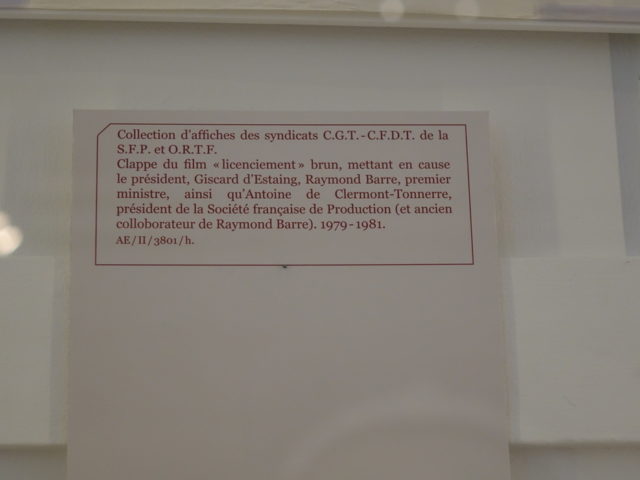 Collection d'affiches des syndicats C.G.T.-C.F.D.T. de la
S.F.P. et O.R.T.F.
Clappe du film «licenciement» brun, mettant en cause
le président, Giscard d'Estaing, Raymond Barre, premier
ministre, ainsi qu'Antoine de Clermont-Tonnerre,
président de la Société française de Production (et ancien
colloborateur de Raymond Barre). 1979-1981.
AE/II/3801/h.